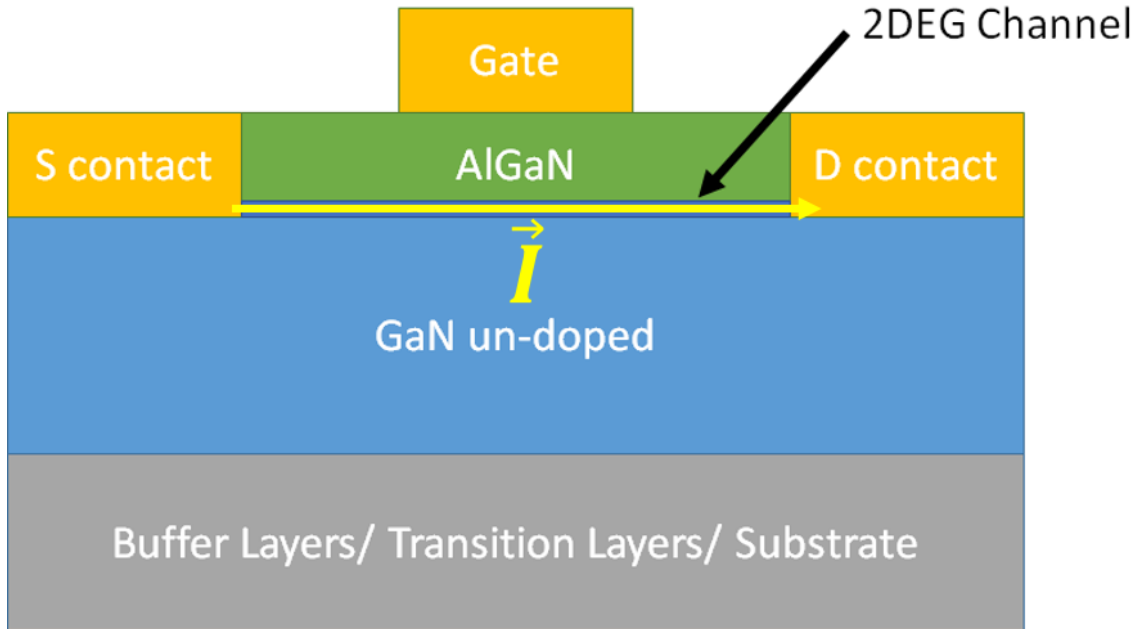 2DEG Channel
Gate
S contact
AlGaN
D contact
I
GaN un-doped
Buffer Layers/ Transition Layers/ Substrate